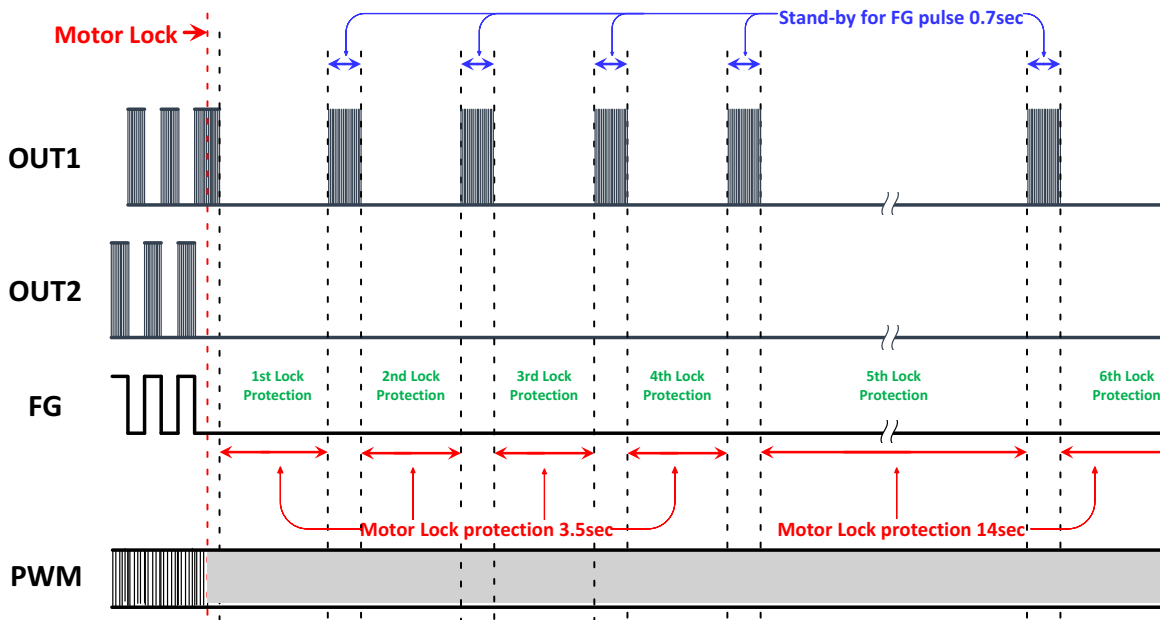 Stand-by for FG pulse 0.7sec
Motor Lock
OUT1
OUT2
FG
1st Lock
Protection
2nd Lock
Protection
3rd Lock
Protection
4th Lock
Protection
5th Lock
Protection
6th Lock
Protection
Motor Lock protection 3.5sec
Motor Lock protection 14sec
PWM